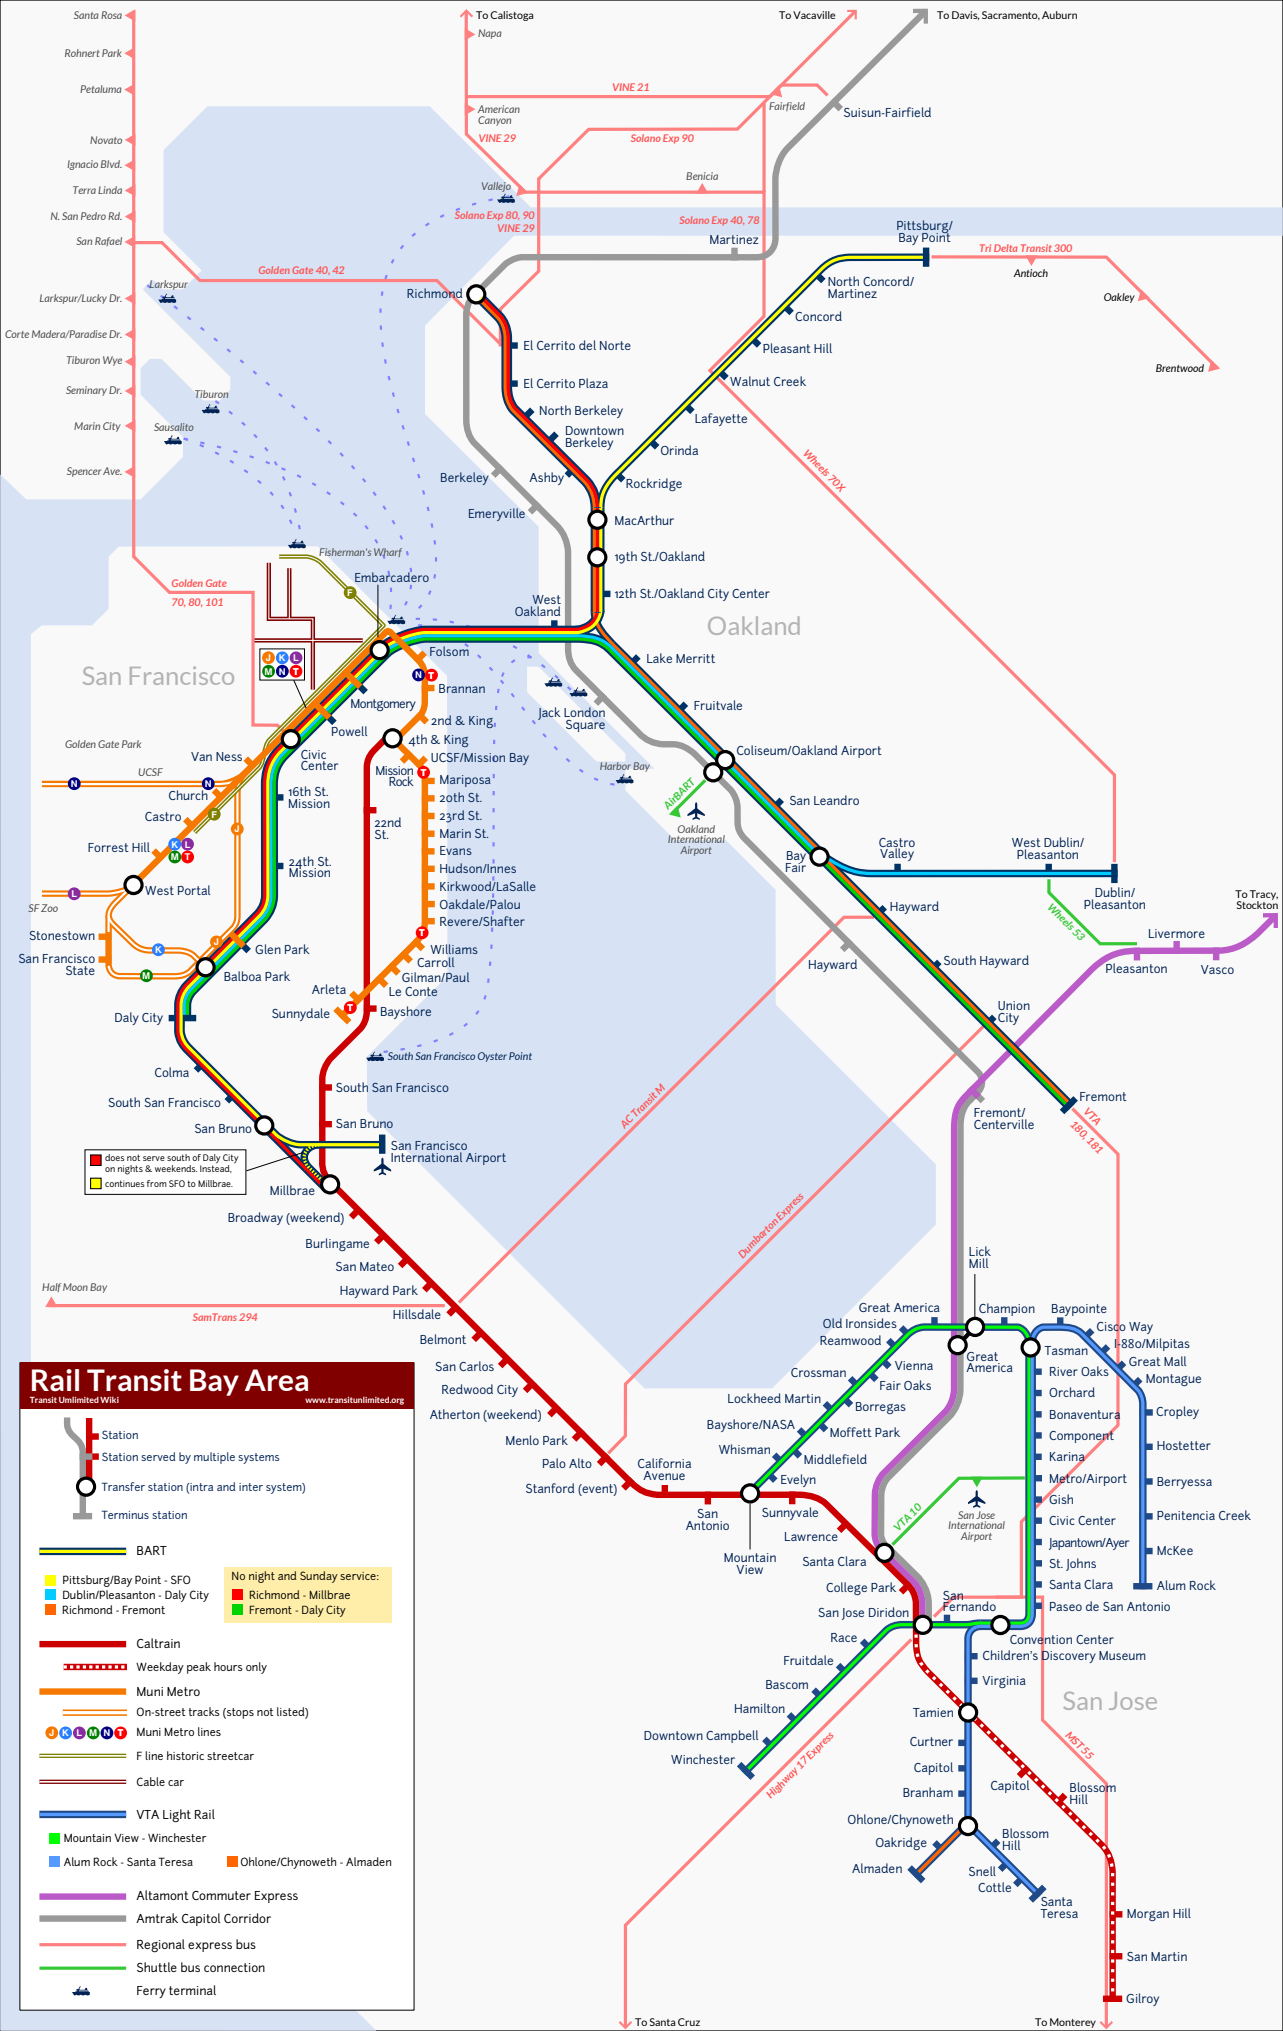 Santa Rosa
Rohnert Park
Petaluma
Novato
Ignacio Blvd.
Terra Linda
N. San Pedro Rd.
San Rafael
Larkspur/Lucky Dr.
Corte Madera/Paradise Dr.
Tiburon Wye
Seminary Dr.
Marin City
Spencer Ave.
To Calistoga
Napa
American
Canyon
VINE 29
VINE 21
To Vacaville
To Davis, Sacramento, Auburn
Fairfield
Suisun-Fairfield
Solano Exp 90
Vallejo
Benicia
Solano Exp 80, 90
VINE 29
Solano Exp 40, 78
Martinez
Pittsburg/
Bay Point
Tri Delta Transit 300
Antioch
Oakley
Brentwood
Golden Gate 40, 42
Larkspur
Tiburon
Sausalito
Richmond
El Cerrito del Norte
El Cerrito Plaza
North Berkeley
Downtown
Berkeley
Ashby
Berkeley
Emeryville
North Concord/
Martinez
Concord
Pleasant Hill
Walnut Creek
Lafayette
Orinda
Rockridge
Wheels 70X
MacArthur
19th St./Oakland
12th St./Oakland City Center
West
Oakland
Oakland
Lake Merritt
Fruitvale
Coliseum/Oakland Airport
San Leandro
Bay
Fair
Castro
Valley
West Dublin/
Pleasanton
Dublin/
Pleasanton
Wheels 53
To Tracy,
Stockton
Livermore
Pleasanton
Vasco
Hayward
South Hayward
Union
City
Fremont
VTA
180,181
Hayward
Fremont/
Centerville
Jack London
Square
Harbor Bay
AirBART
Oakland
International
Airport
AC Transit M
Dumbarton Express
Golden Gate
70, 80, 101
Fisherman's Wharf
Embarcadero
F
J K L
M N T
San Francisco
Golden Gate Park
UCSF
Folsom
N T
Brannan
2nd & King
4th & King
UCSF/Mission Bay
Mission
Rock
T
Mariposa
20th St.
23rd St.
Marin St.
Evans
Hudson/Innes
Kirkwood/LaSalle
Oakdale/Palou
Revere/Shafter
T
Williams
Carroll
Gilman/Paul
Le Conte
Arleta
T
Sunnydale
Bayshore
22nd
St.
Montgomery
Powell
Civic
Center
Van Ness
N
N
Church
F
Castro
J
K L
M T
Forrest Hill
West Portal
L
SF Zoo
16th St.
Mission
24th St.
Mission
Stonestown
San Francisco
State
K
J
M
Glen Park
Balboa Park
Daly City
Colma
South San Francisco
San Bruno
South San Francisco Oyster Point
South San Francisco
San Bruno
San Francisco
International Airport
does not serve south of Daly City
on nights & weekends. Instead,
continues from SFO to Millbrae.
Millbrae
Broadway (weekend)
Burlingame
San Mateo
Hayward Park
Hillsdale
Belmont
San Carlos
Redwood City
Atherton (weekend)
Menlo Park
Palo Alto
Stanford (event)
California
Avenue
San
Antonio
Mountain
View
Sunnyvale
Lawrence
Santa Clara
College Park
San Jose Diridon
Half Moon Bay
SamTrans 294
Lick
Mill
Great America
Champion
Old Ironsides
Reamwood
Vienna
Crossman
Fair Oaks
Lockheed Martin
Borregas
Bayshore/NASA
Moffett Park
Whisman
Middlefield
Evelyn
Great
America
Tasman
Baypointe
Cisco Way
I-880/Milpitas
Great Mall
Montague
Cropley
Hostetter
Berryessa
Penitencia Creek
McKee
Alum Rock
River Oaks
Orchard
Bonaventura
Component
Karina
Metro/Airport
Gish
Civic Center
Japantown/Ayer
St. Johns
Santa Clara
Paseo de San Antonio
VTA 10
San Jose
International
Airport
San
Fernando
Convention Center
Children's Discovery Museum
Virginia
San Jose
Race
Fruitdale
Bascom
Hamilton
Downtown Campbell
Winchester
Highway 17 Express
Tamien
Curtner
Capitol
Branham
Ohlone/Chynoweth
Oakridge
Almaden
Blossom
Hill
Snell
Cottle
Santa
Teresa
Capitol
Blossom
Hill
MST 55
Morgan Hill
San Martin
Gilroy
To Santa Cruz
To Monterey
Rail Transit Bay Area
Transit Unlimited Wiki www.transitunlimited.org
Station
Station served by multiple systems
Transfer station (intra and inter system)
Terminus station
BART
Pittsburg/Bay Point - SFO
Dublin/Pleasanton - Daly City
Richmond - Fremont
No night and Sunday service:
Richmond - Millbrae
Fremont - Daly City
Caltrain
Weekday peak hours only
Muni Metro
On-street tracks (stops not listed)
J K L M N T Muni Metro lines
F line historic streetcar
Cable car
VTA Light Rail
Mountain View - Winchester
Alum Rock - Santa Teresa
Ohlone/Chynoweth - Almaden
Altamont Commuter Express
Amtrak Capitol Corridor
Regional express bus
Shuttle bus connection
Ferry terminal